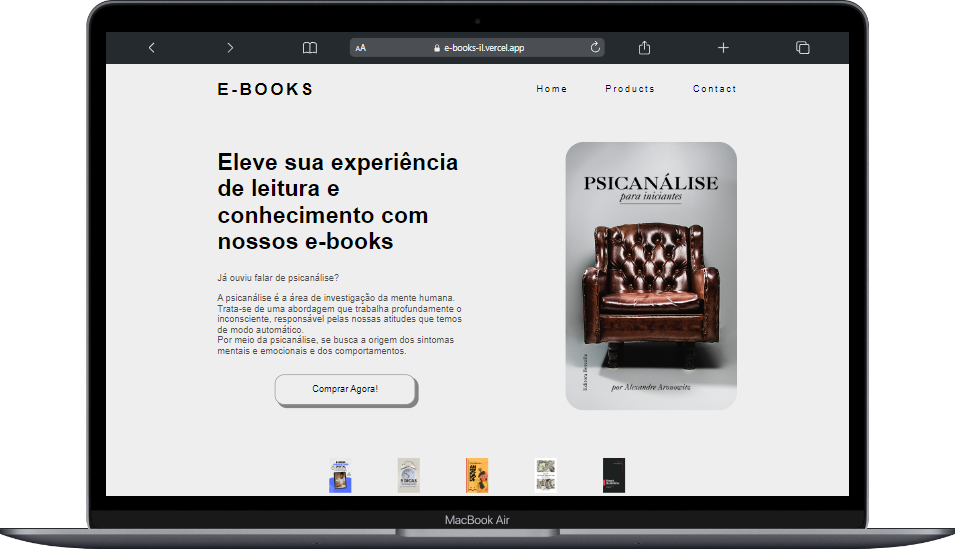 AA
e-books-il.vercel.app
E-BOOKS
Home
Products
Contact
Eleve sua experiência
de leitura e
conhecimento com
nossos e-books
Já ouviu falar de psicanálise?
A psicanálise é a área de investigação da mente humana.
Trata-se de uma abordagem que trabalha profundamente o
inconsciente, responsável pelas nossas atitudes que temos
de modo automático.
Por meio da psicanálise, se busca a origem dos sintomas
mentais e emocionais e dos comportamentos.
Comprar Agora!
PSICANÁLISE
para iniciantes
por Alexandre Aronowitz
MacBook Air